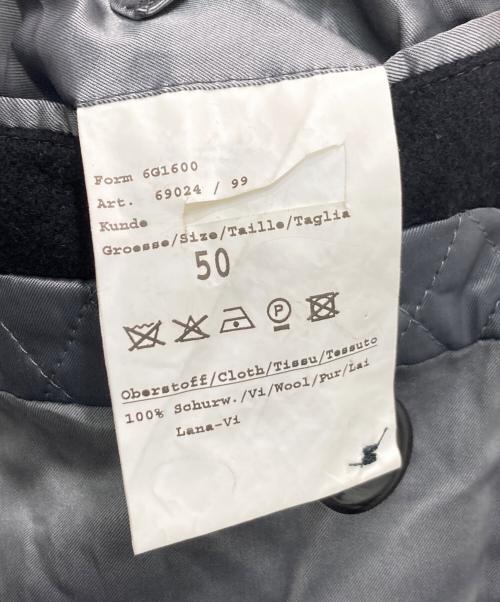 Form 6G1600
Art. 69024 / 99
Kunde
Groesse/Size/Taille/Taglia
50
P
Oberstoff/Cloth/Tissu/Tessuto
100% Schurw./Vi/Wool/Pur/Lai
Lana-Vi